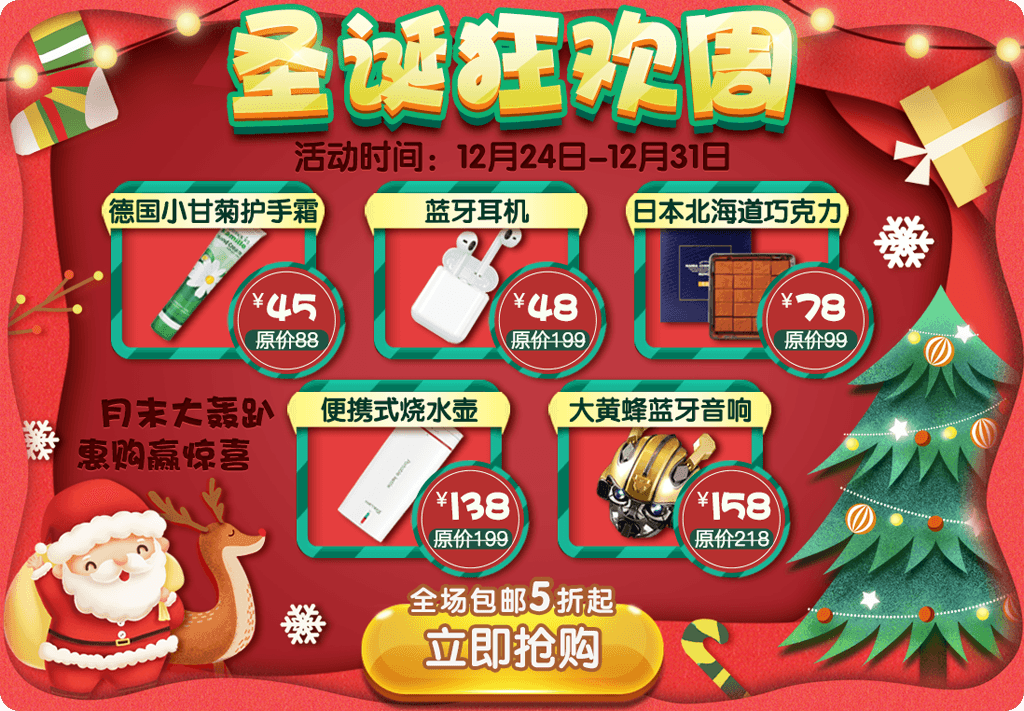 圣诞狂欢周
活动时间：12月24日-12月31日
德国小甘菊护手霜
蓝牙耳机
日本北海道巧克力
¥45
原价88
¥48
原价199
¥78
原价99
月末大轰趴
惠购赢惊喜
便携式烧水壶
大黄蜂蓝牙音响
¥138
原价199
¥158
原价218
全场包邮5折起
立即抢购